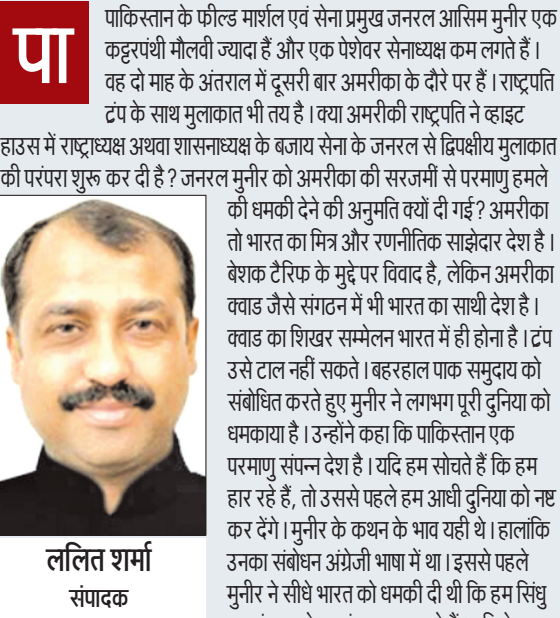 पाकिस्तान के फील्ड मार्शल एवं सेना प्रमुख जनरल आसिम मुनीर एक
कट्टरपंथी मौलवी ज्यादा हैं और एक पेशेवर सेनाध्यक्ष कम लगते हैं।
वह दो माह के अंतराल में दूसरी बार अमरीका के दौरे पर हैं। राष्ट्रपति
ट्रंप के साथ मुलाकात भी तय है। क्या अमरीकी राष्ट्रपति ने व्हाइट
हाउस में राष्ट्राध्यक्ष अथवा शासनाध्यक्ष के बजाय सेना के जनरल से द्विपक्षीय मुलाकात
की परंपरा शुरू कर दी है? जनरल मुनीर को अमरीका की सरजमीं से परमाणु हमले
की धमकी देने की अनुमति क्यों दी गई? अमरीका
तो भारत का मित्र और रणनीतिक साझेदार देश है।
बेशक टैरिफ के मुद्दे पर विवाद है, लेकिन अमरीका
क्वाड जैसे संगठन में भी भारत का साथी देश है।
क्वाड का शिखर सम्मेलन भारत में ही होना है। ट्रंप
उसे टाल नहीं सकते। बहरहाल पाक समुदाय को
संबोधित करते हुए मुनीर ने लगभग पूरी दुनिया को
धमकाया है। उन्होंने कहा कि पाकिस्तान एक
परमाणु संपन्न देश है। यदि हम सोचते हैं कि हम
हार रहे हैं, तो उससे पहले हम आधी दुनिया को नष्ट
कर देंगे। मुनीर के कथन के भाव यही थे। हालांकि
उनका संबोधन अंग्रेजी भाषा में था। इससे पहले
मुनीर ने सीधे भारत को धमकी दी थी कि हम सिंधु
ललित शर्मा
संपादक